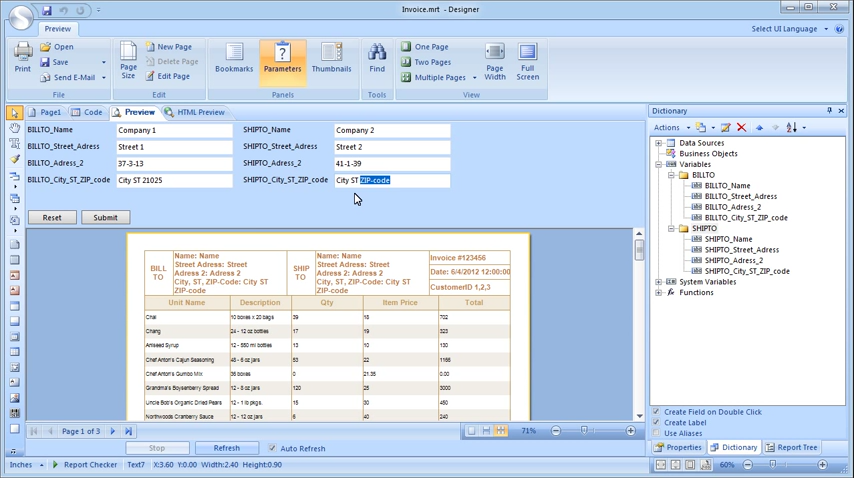 Invoice.mrt - Designer
Preview
Select UI Language
Print
Open
Save
Send E-Mail
File
Page Size
New Page
Delete Page
Edit Page
Edit
Bookmarks
Parameters
Thumbnails
Panels
Find
Tools
One Page
Two Pages
Multiple Pages
Page Width
Full Screen
View
Page1
Code
Preview
HTML Preview
BILLTO_Name
Company 1
SHIPTO_Name
Company 2
BILLTO_Street_Adress
Street 1
SHIPTO_Street_Adress
Street 2
BILLTO_Adress_2
37-3-13
SHIPTO_Adress_2
41-1-39
BILLTO_City_ST_ZIP_code
City ST 21025
SHIPTO_City_ST_ZIP_code
City ST ZIP-code
Reset
Submit
BILL TO
Name: Name
Street Adress: Street
Adress 2: Adress 2
City, ST, ZIP-Code: City ST
ZIP-code
SHIP TO
Name: Name
Street Adress: Street
Adress 2: Adress 2
City, ST, ZIP-Code: City ST
ZIP-code
Invoice #123456
Date: 6/4/2012 12:00:00
CustomerID 1,2,3
Unit Name Description Qty Item Price Total
Chai 10 boxes x 20 bags 39 18 702
Chang 24 - 12 oz bottles 17 19 323
Aniseed Syrup 12 - 550 ml bottles 13 10 130
Chef Anton's Cajun Seasoning 48 - 6 oz jars 53 22 1166
Chef Anton's Gumbo Mix 36 boxes 0 21.35 0.00
Grandma's Boysenberry Spread 12 - 8 oz jars 120 25 3000
Uncle Bob's Organic Dried Pears 12 - 1 lb pkgs. 15 30 450
Northwoods Cranberry Sauce 12 - 12 oz jars 6 40 240
Page 1 of 3
71%
Stop
Refresh
Auto Refresh
Dictionary
Actions
Data Sources
Business Objects
Variables
BILLTO
BILLTO_Name
BILLTO_Street_Adress
BILLTO_Adress_2
BILLTO_City_ST_ZIP_code
SHIPTO
SHIPTO_Name
SHIPTO_Street_Adress
SHIPTO_Adress_2
SHIPTO_City_ST_ZIP_code
System Variables
Functions
Create Field on Double Click
Create Label
Use Aliases
Properties
Dictionary
Report Tree
Inches
Report Checker
Text7
X:3.60 Y:0.00 Width:2.40 Height:0.90
60%